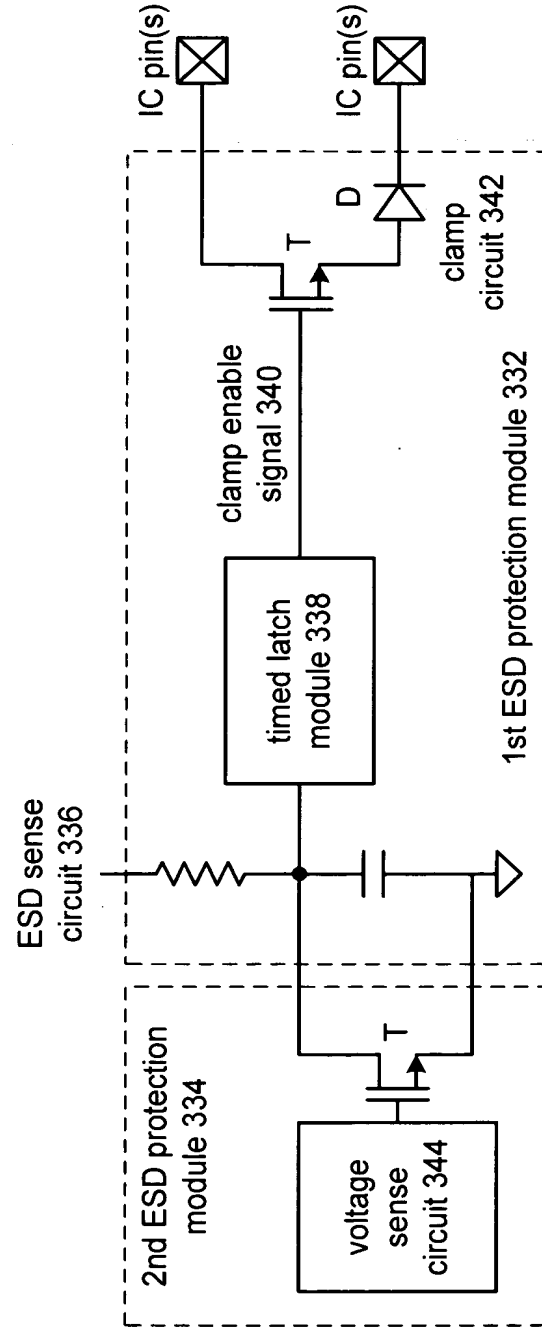 2nd ESD protection
module 334
voltage
sense
circuit 344
T
ESD sense
circuit 336
timed latch
module 338
1st ESD protection module 332
clamp enable
signal 340
T
D
clamp
circuit 342
IC pin(s)
IC pin(s)